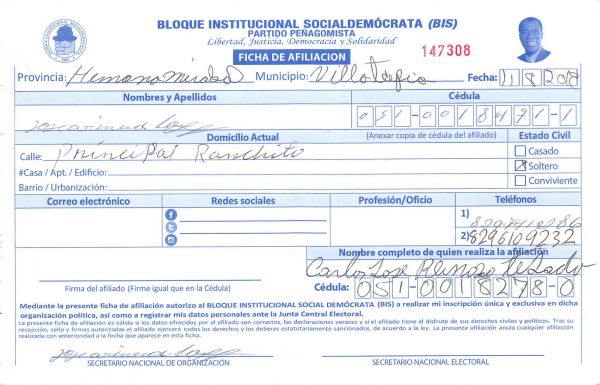 BLOQUE INSTITUCIONAL SOCIALDEMÓCRATA (BIS)
PARTIDO PEÑAGOMISTA
Libertad, Justicia, Democracia y Solidaridad
FICHA DE AFILIACION
147308
Provincia: Municipio: Villa Tapia Fecha:
Nombres y Apellidos Cédula
051-0018471-1
Domicilio Actual (Anexar copia de cédula del afiliado) Estado Civil
Calle: Principal Ranchito Casado
#Casa / Apt. / Edificio: Soltero
Barrio / Urbanización: Conviviente
Correo electrónico Redes sociales Profesión/Oficio Teléfonos
1)
2) 8296109232
Nombre completo de quien realiza la afiliación
Carlos Jose
Firma del afiliado (Firme igual que en la Cédula) Cédula: 051-0018278-0
Mediante la presente ficha de afiliación autorizo al BLOQUE INSTITUCIONAL SOCIAL DEMÓCRATA (BIS) a realizar mi inscripción única y exclusiva en dicha
organización política, así como a registrar mis datos personales ante la Junta Central Electoral.
La presente ficha de afiliación es válida si los datos ofrecidos por el afiliado son correctos, las declaraciones veraces y si el afiliado tiene el disfrute de sus derechos civiles y políticos. Tras su
recepción, sello y firmas autorizadas el afiliado ejercerá todos los derechos y los deberes estatutariamente sancionados, de acuerdo a la ley. La presente afiliación anula cualquier afiliación
realizada con anterioridad a la fecha que aparece en esta ficha.
SECRETARIO NACIONAL DE ORGANIZACIÓN SECRETARIO NACIONAL ELECTORAL